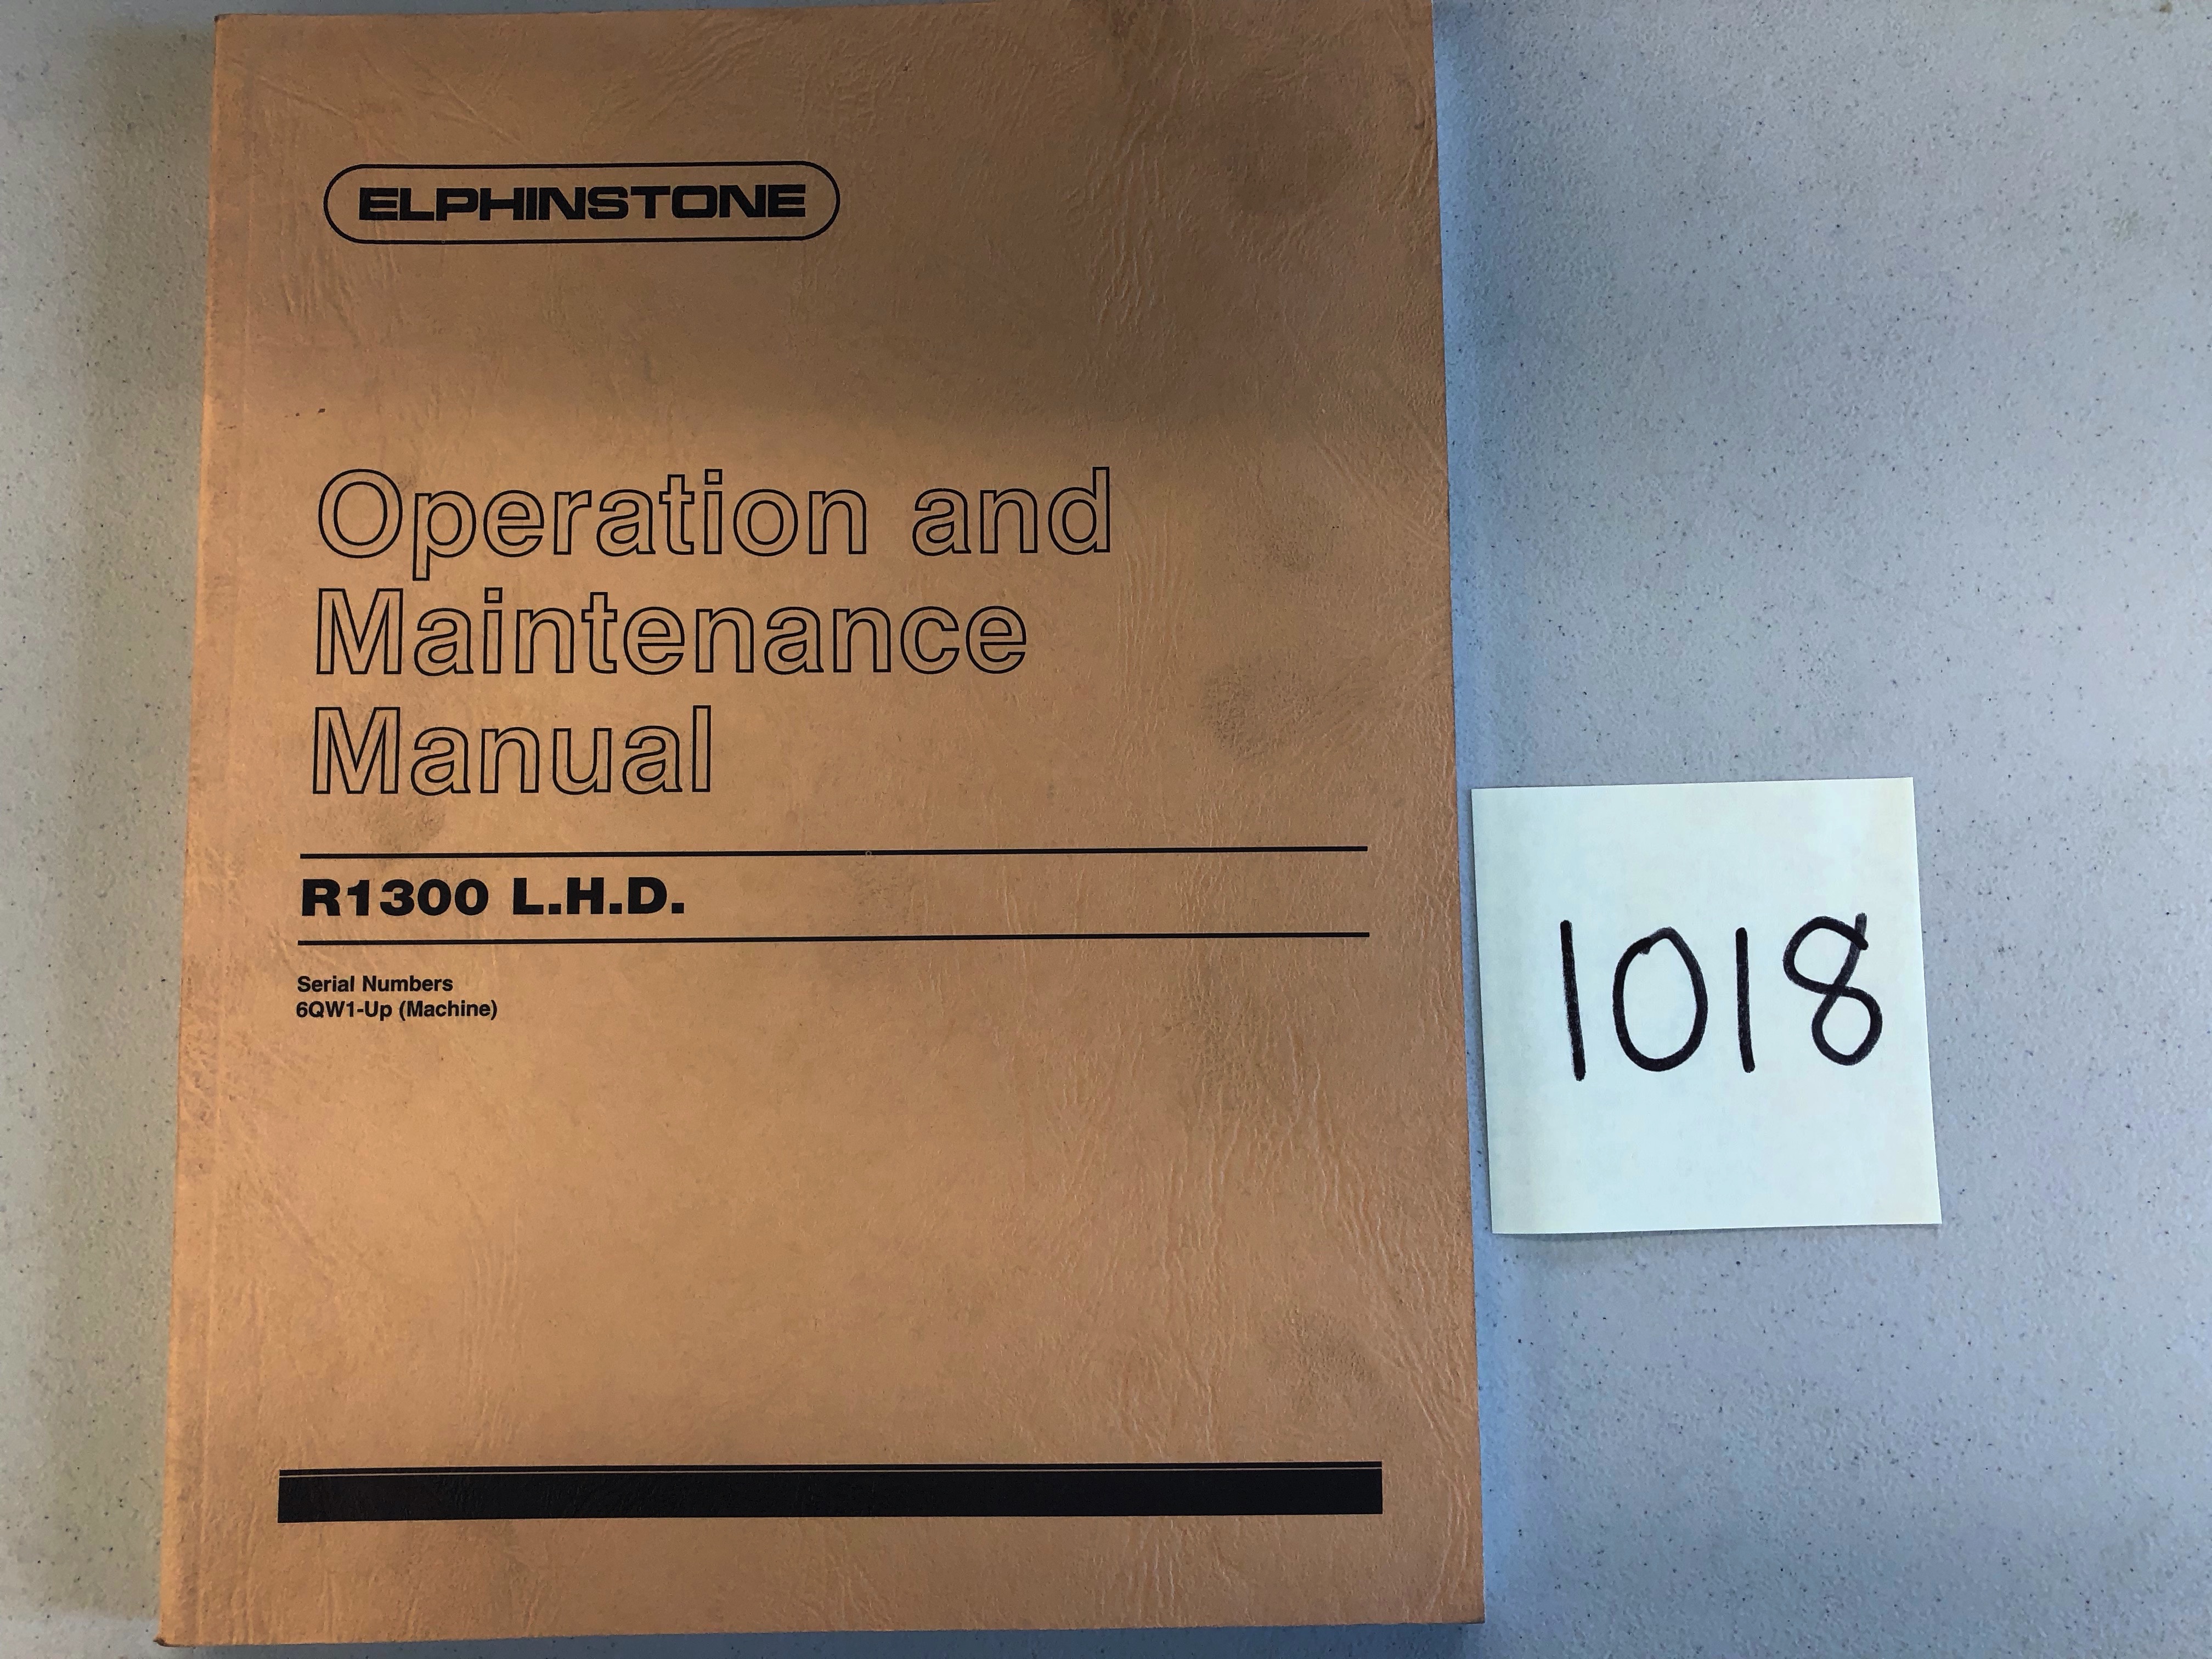 ELPHINSTONE
Operation and
Maintenance
Manual
R1300 L.H.D.
Serial Numbers
6QW1-Up (Machine)
1018